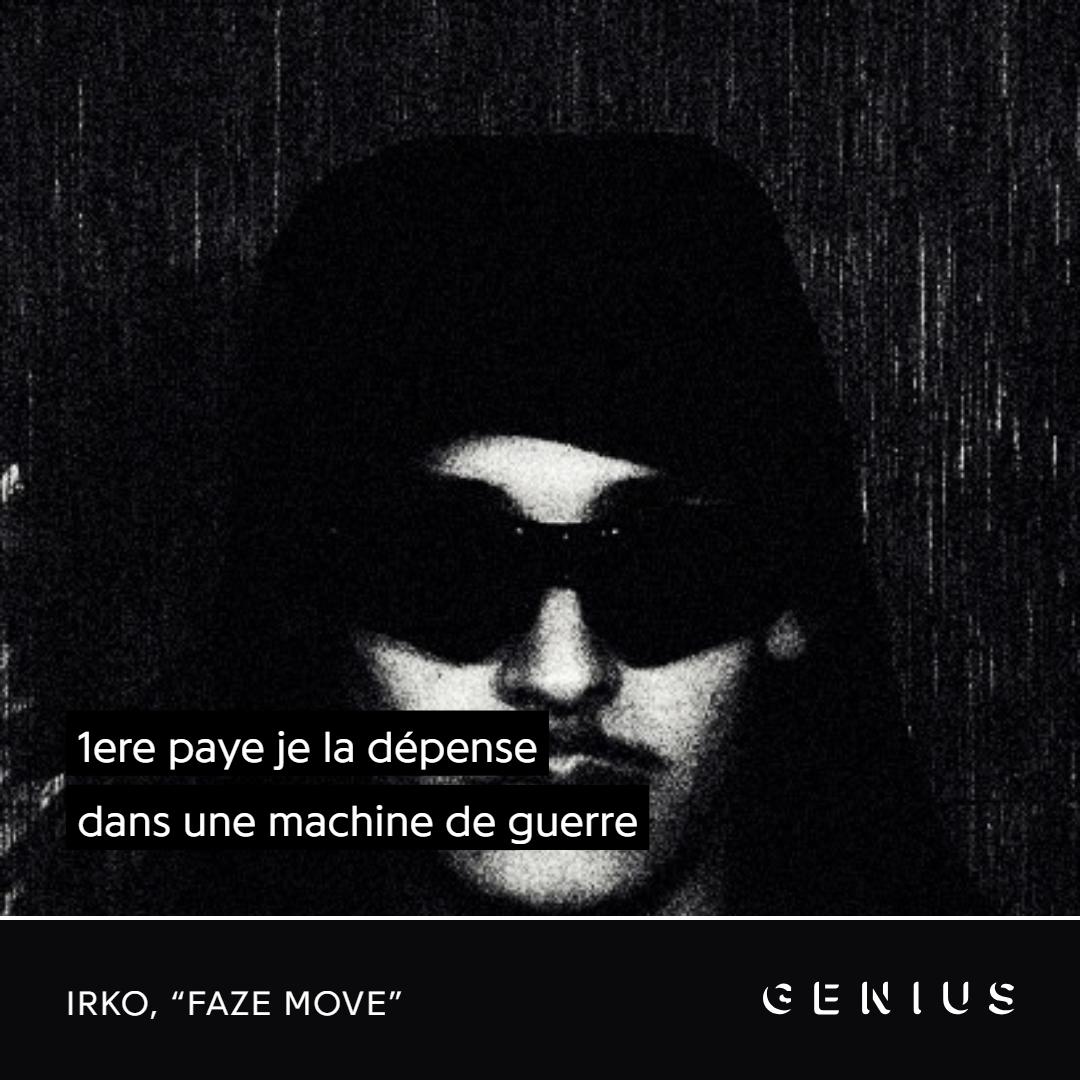 1ere paye je la dépense
dans une machine de guerre
IRKO, “FAZE MOVE”
GENIUS